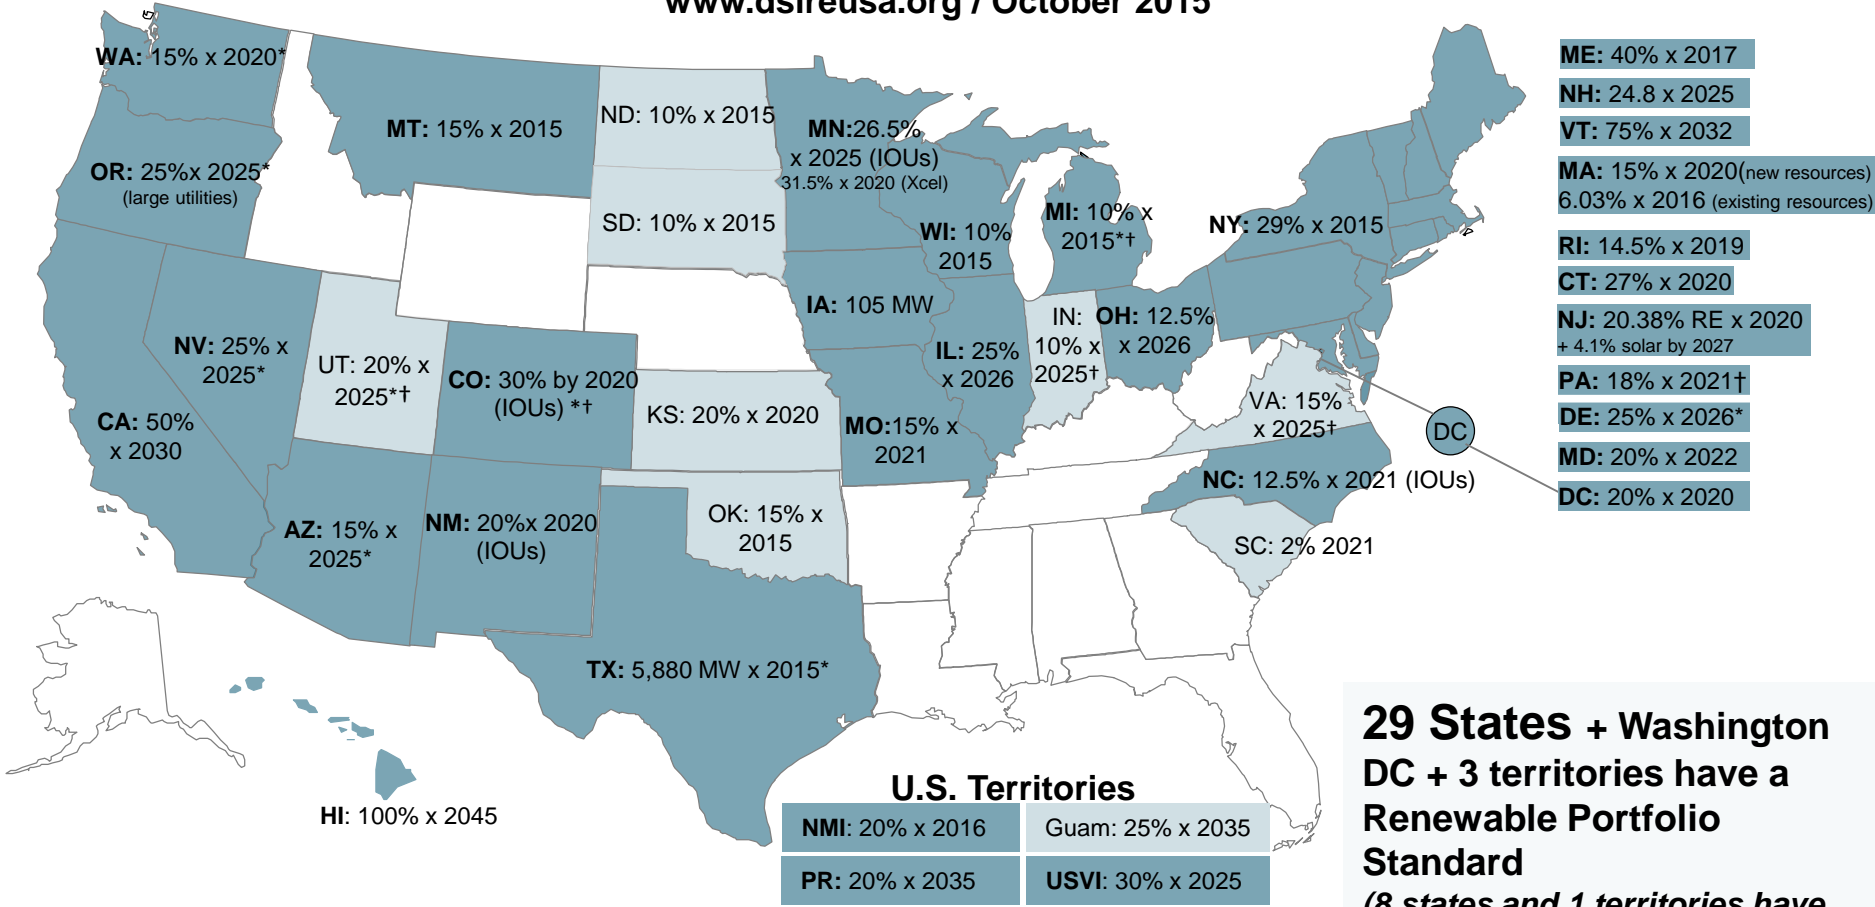 www.dsireusa.org / October 2015
WA: 15% x 2020*
OR: 25%x 2025*
(large utilities)
CA: 50%
x 2030
MT: 15% x 2015
NV: 25% x
2025*
UT: 20% x
2025*†
AZ: 15% x
2025*
ND: 10% x 2015
SD: 10% x 2015
CO: 30% by 2020
(IOUs) *†
NM: 20%x 2020
(IOUs)
KS: 20% x 2020
OK: 15% x
2015
TX: 5,880 MW x 2015*
HI: 100% x 2045
MN:26.5%
x 2025 (IOUs)
31.5% x 2020 (Xcel)
WI: 10%
2015
IA: 105 MW
IL: 25%
x 2026
MO:15% x
2021
MI: 10% x
2015*†
IN:
10% x
2025†
OH: 12.5%
x 2026
NY: 29% x 2015
VA: 15%
x 2025†
NC: 12.5% x 2021 (IOUs)
SC: 2% 2021
DC
ME: 40% x 2017
NH: 24.8 x 2025
VT: 75% x 2032
MA: 15% x 2020(new resources)
6.03% x 2016 (existing resources)
RI: 14.5% x 2019
CT: 27% x 2020
NJ: 20.38% RE x 2020
+ 4.1% solar by 2027
PA: 18% x 2021†
DE: 25% x 2026*
MD: 20% x 2022
DC: 20% x 2020
U.S. Territories
NMI: 20% x 2016
Guam: 25% x 2035
PR: 20% x 2035
USVI: 30% x 2025
29 States + Washington
DC + 3 territories have a
Renewable Portfolio
Standard
(8 states and 1 territories have